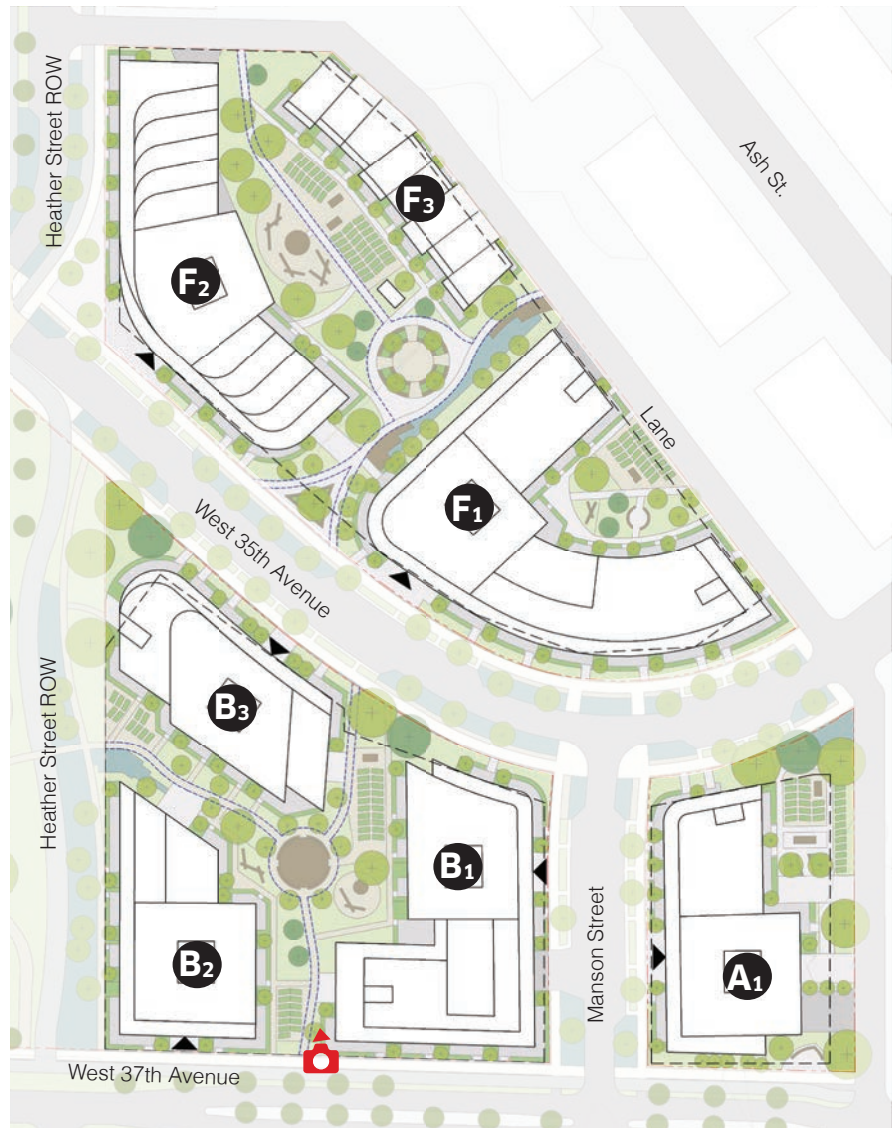 Heather Street ROW
Ash St.
F3
F2
Lane
F1
West 35th Avenue
B3
Heather Street ROW
B1
Manson Street
B2
A1
West 37th Avenue